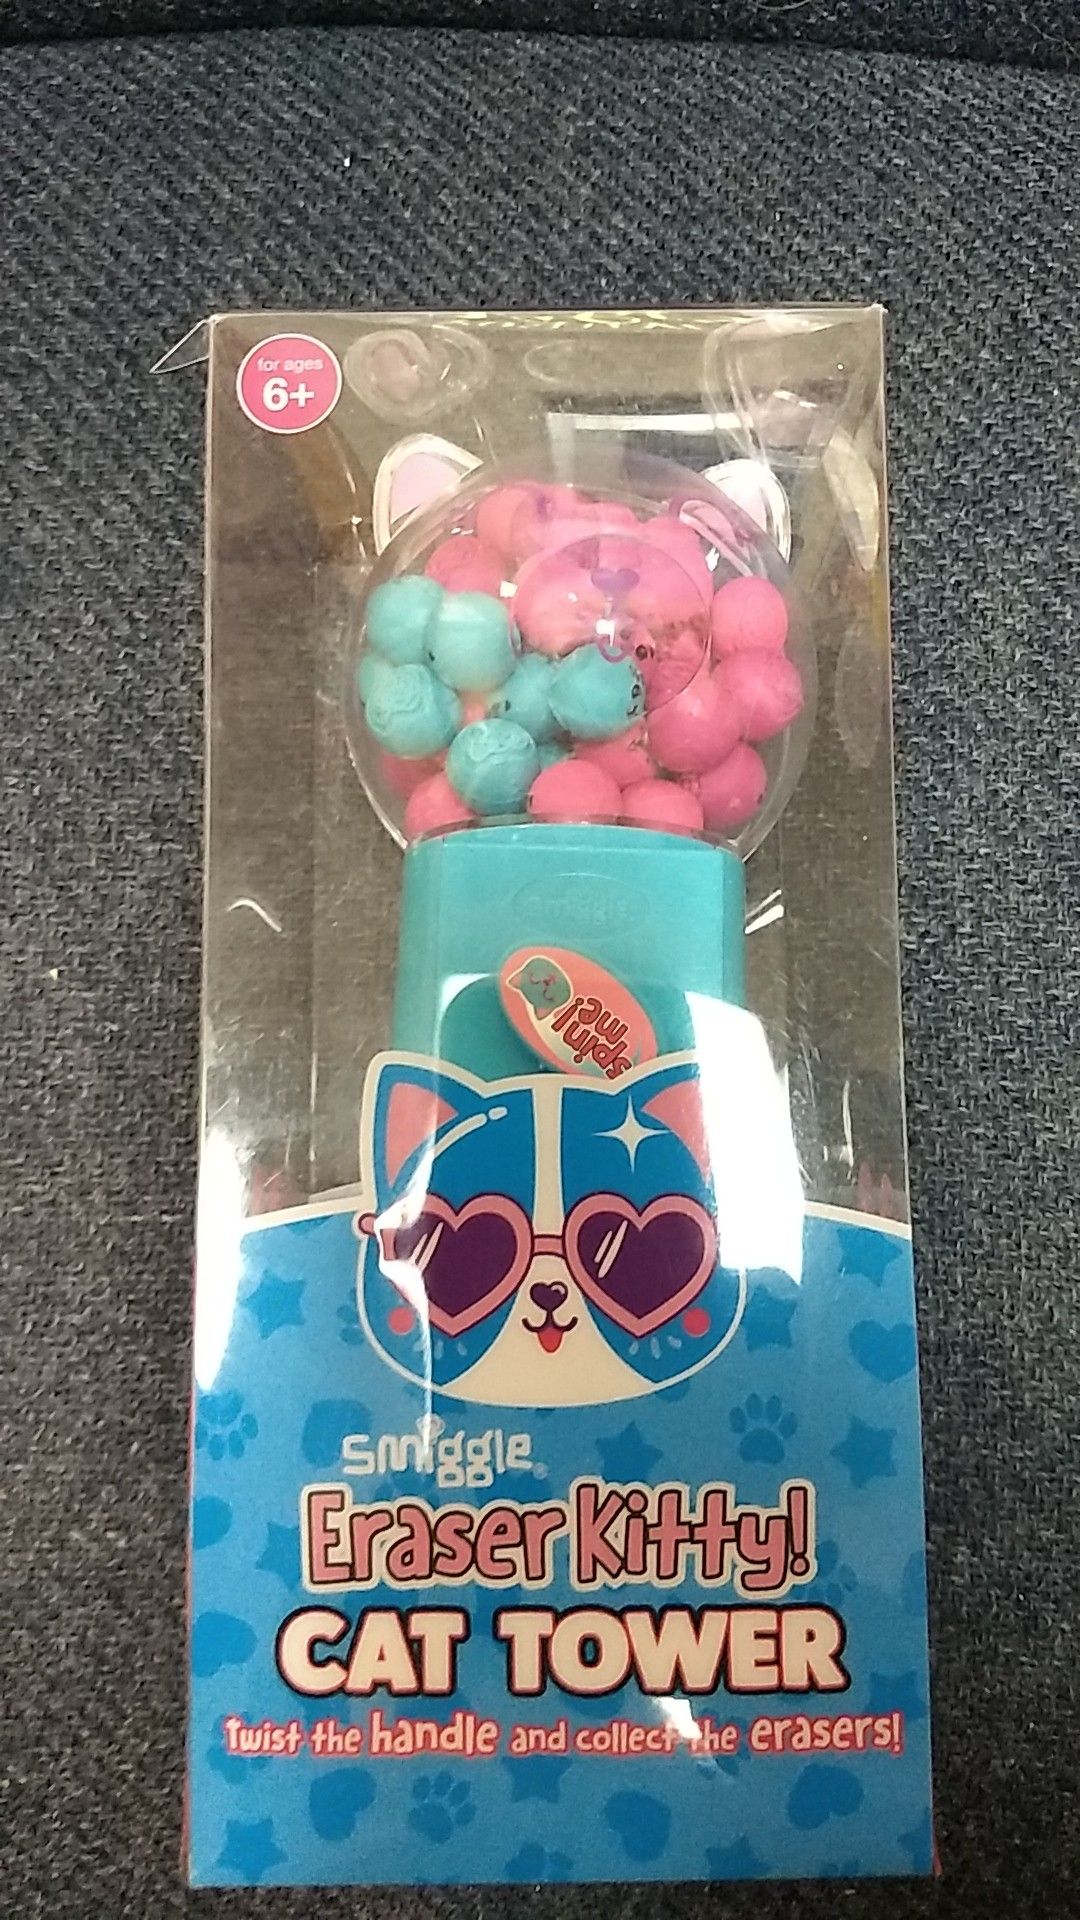 for ages
6+
smiggle
spin!
me!
smiggle
Eraser Kitty!
CAT TOWER
Twist the handle and collect the erasers!